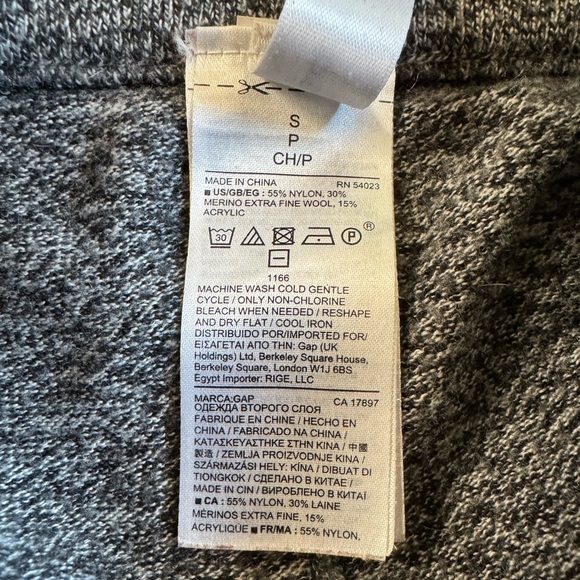 S
P
CH/P
MADE IN CHINA RN 54023
■ US/GB/EG : 55% NYLON, 30%
MERINO EXTRA FINE WOOL, 15%
ACRYLIC
30 P ®
1166
MACHINE WASH COLD GENTLE
CYCLE / ONLY NON-CHLORINE
BLEACH WHEN NEEDED / RESHAPE
AND DRY FLAT / COOL IRON
DISTRIBUIDO POR/IMPORTED FOR/
ΕΙΣΑΓΕΤΑΙ ΑΠΟ ΤΗΝ: Gap (UK
Holdings) Ltd, Berkeley Square House,
Berkeley Square, London W1J 6BS
Egypt Importer: RIGE, LLC
MARCA:GAP CA 17897
ОДЕЖДА ВТОРОГО СЛОЯ
FABRIQUE EN CHINE / HECHO EN
CHINA / FABRICADO NA CHINA /
ΚΑΤΑΣΚΕΥΑΣΤΗΚΕ ΣΤΗΝ ΚΙΝΑ / 中國
製造 / ZEMLJA PROIZVODNJE KINA /
SZÁRMAZÁSI HELY: KÍNA / DIBUAT DI
TIONGKOK / СДЕЛАНО В КИТАЕ /
MADE IN CIN / ВИРОБЛЕНО В КИТАЇ
■ CA : 55% NYLON, 30% LAINE
MÉRINOS EXTRA FINE, 15%
ACRYLIQUE ■ FR/MA : 55% NYLON,